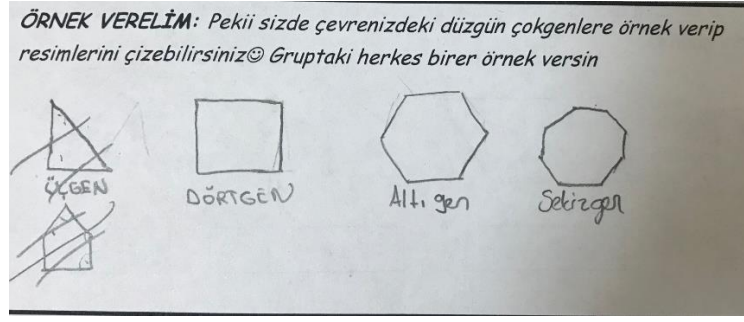 ÖRNEK VERELİM: Pekii sizde çevrenizdeki düzgün çokgenlere örnek verip
resimlerini çizebilirsiniz☺ Gruptaki herkes birer örnek versin
ÜÇGEN DÖRTGEN Altıgen Sekizgen